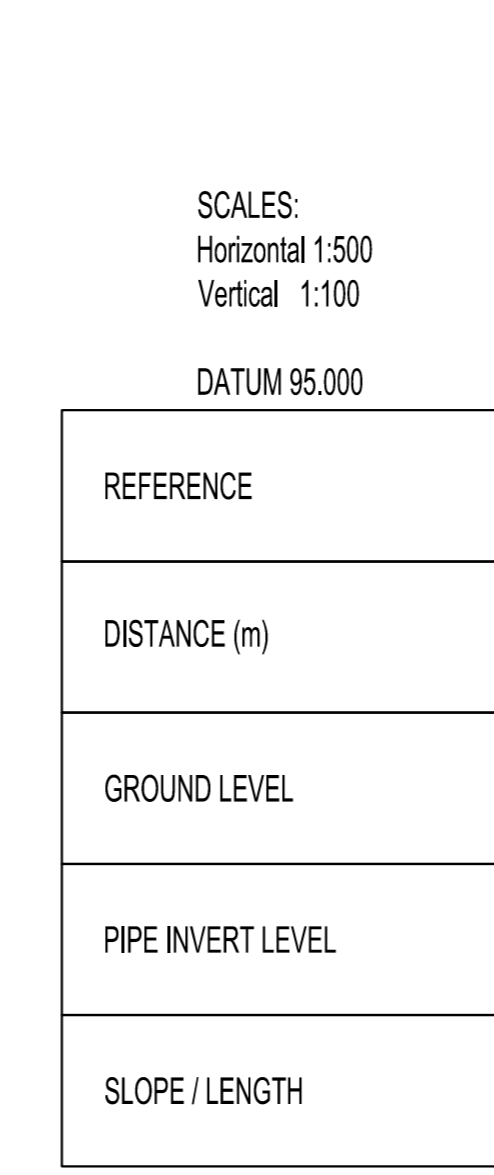 SCALES:
Horizontal 1:500
Vertical 1:100
DATUM 95.000
REFERENCE
DISTANCE (m)
GROUND LEVEL
PIPE INVERT LEVEL
SLOPE / LENGTH